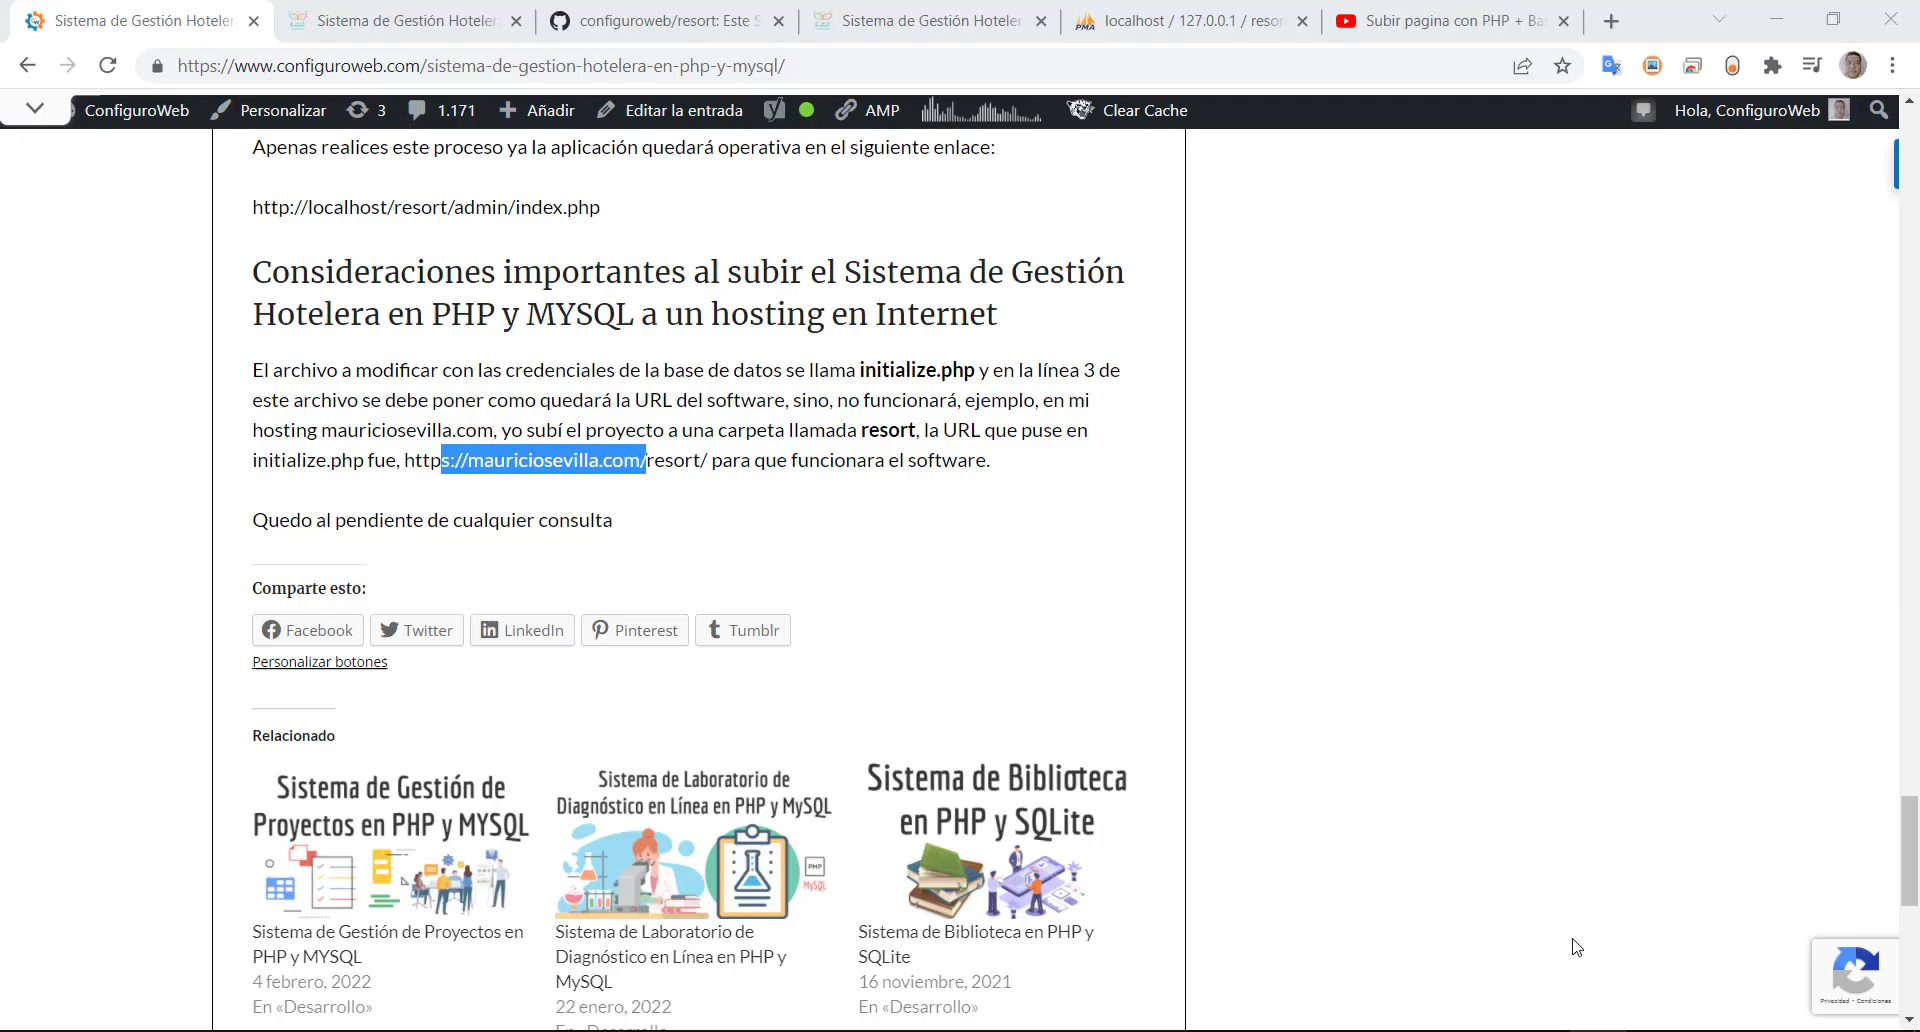 Sistema de Gestión Hoteler
Sistema de Gestión Hoteler
configuroweb/resort: Este S
Sistema de Gestión Hoteler
localhost / 127.0.0.1 / resor
Subir pagina con PHP + Ba
https://www.configuroweb.com/sistema-de-gestion-hotelera-en-php-y-mysql/
ConfiguroWeb Personalizar 3 1.171 Añadir Editar la entrada AMP Clear Cache Hola, ConfiguroWeb
Apenas realices este proceso ya la aplicación quedará operativa en el siguiente enlace:
http://localhost/resort/admin/index.php
Consideraciones importantes al subir el Sistema de Gestión
Hotelera en PHP y MYSQL a un hosting en Internet
El archivo a modificar con las credenciales de la base de datos se llama initialize.php y en la línea 3 de
este archivo se debe poner como quedará la URL del software, sino, no funcionará, ejemplo, en mi
hosting mauriciosevilla.com, yo subí el proyecto a una carpeta llamada resort, la URL que puse en
initialize.php fue, https://mauriciosevilla.com/resort/ para que funcionara el software.
Quedo al pendiente de cualquier consulta
Comparte esto:
Facebook Twitter LinkedIn Pinterest Tumblr
Personalizar botones
Relacionado
Sistema de Gestión de
Proyectos en PHP y MYSQL
Sistema de Gestión de Proyectos en
PHP y MYSQL
4 febrero, 2022
En «Desarrollo»
Sistema de Laboratorio de
Diagnóstico en Línea en PHP y MySQL
PHP
MySQL
Sistema de Laboratorio de
Diagnóstico en Línea en PHP y
MySQL
22 enero, 2022
En «Desarrollo»
Sistema de Biblioteca
en PHP y SQLite
Sistema de Biblioteca en PHP y
SQLite
16 noviembre, 2021
En «Desarrollo»
Privacidad - Condiciones